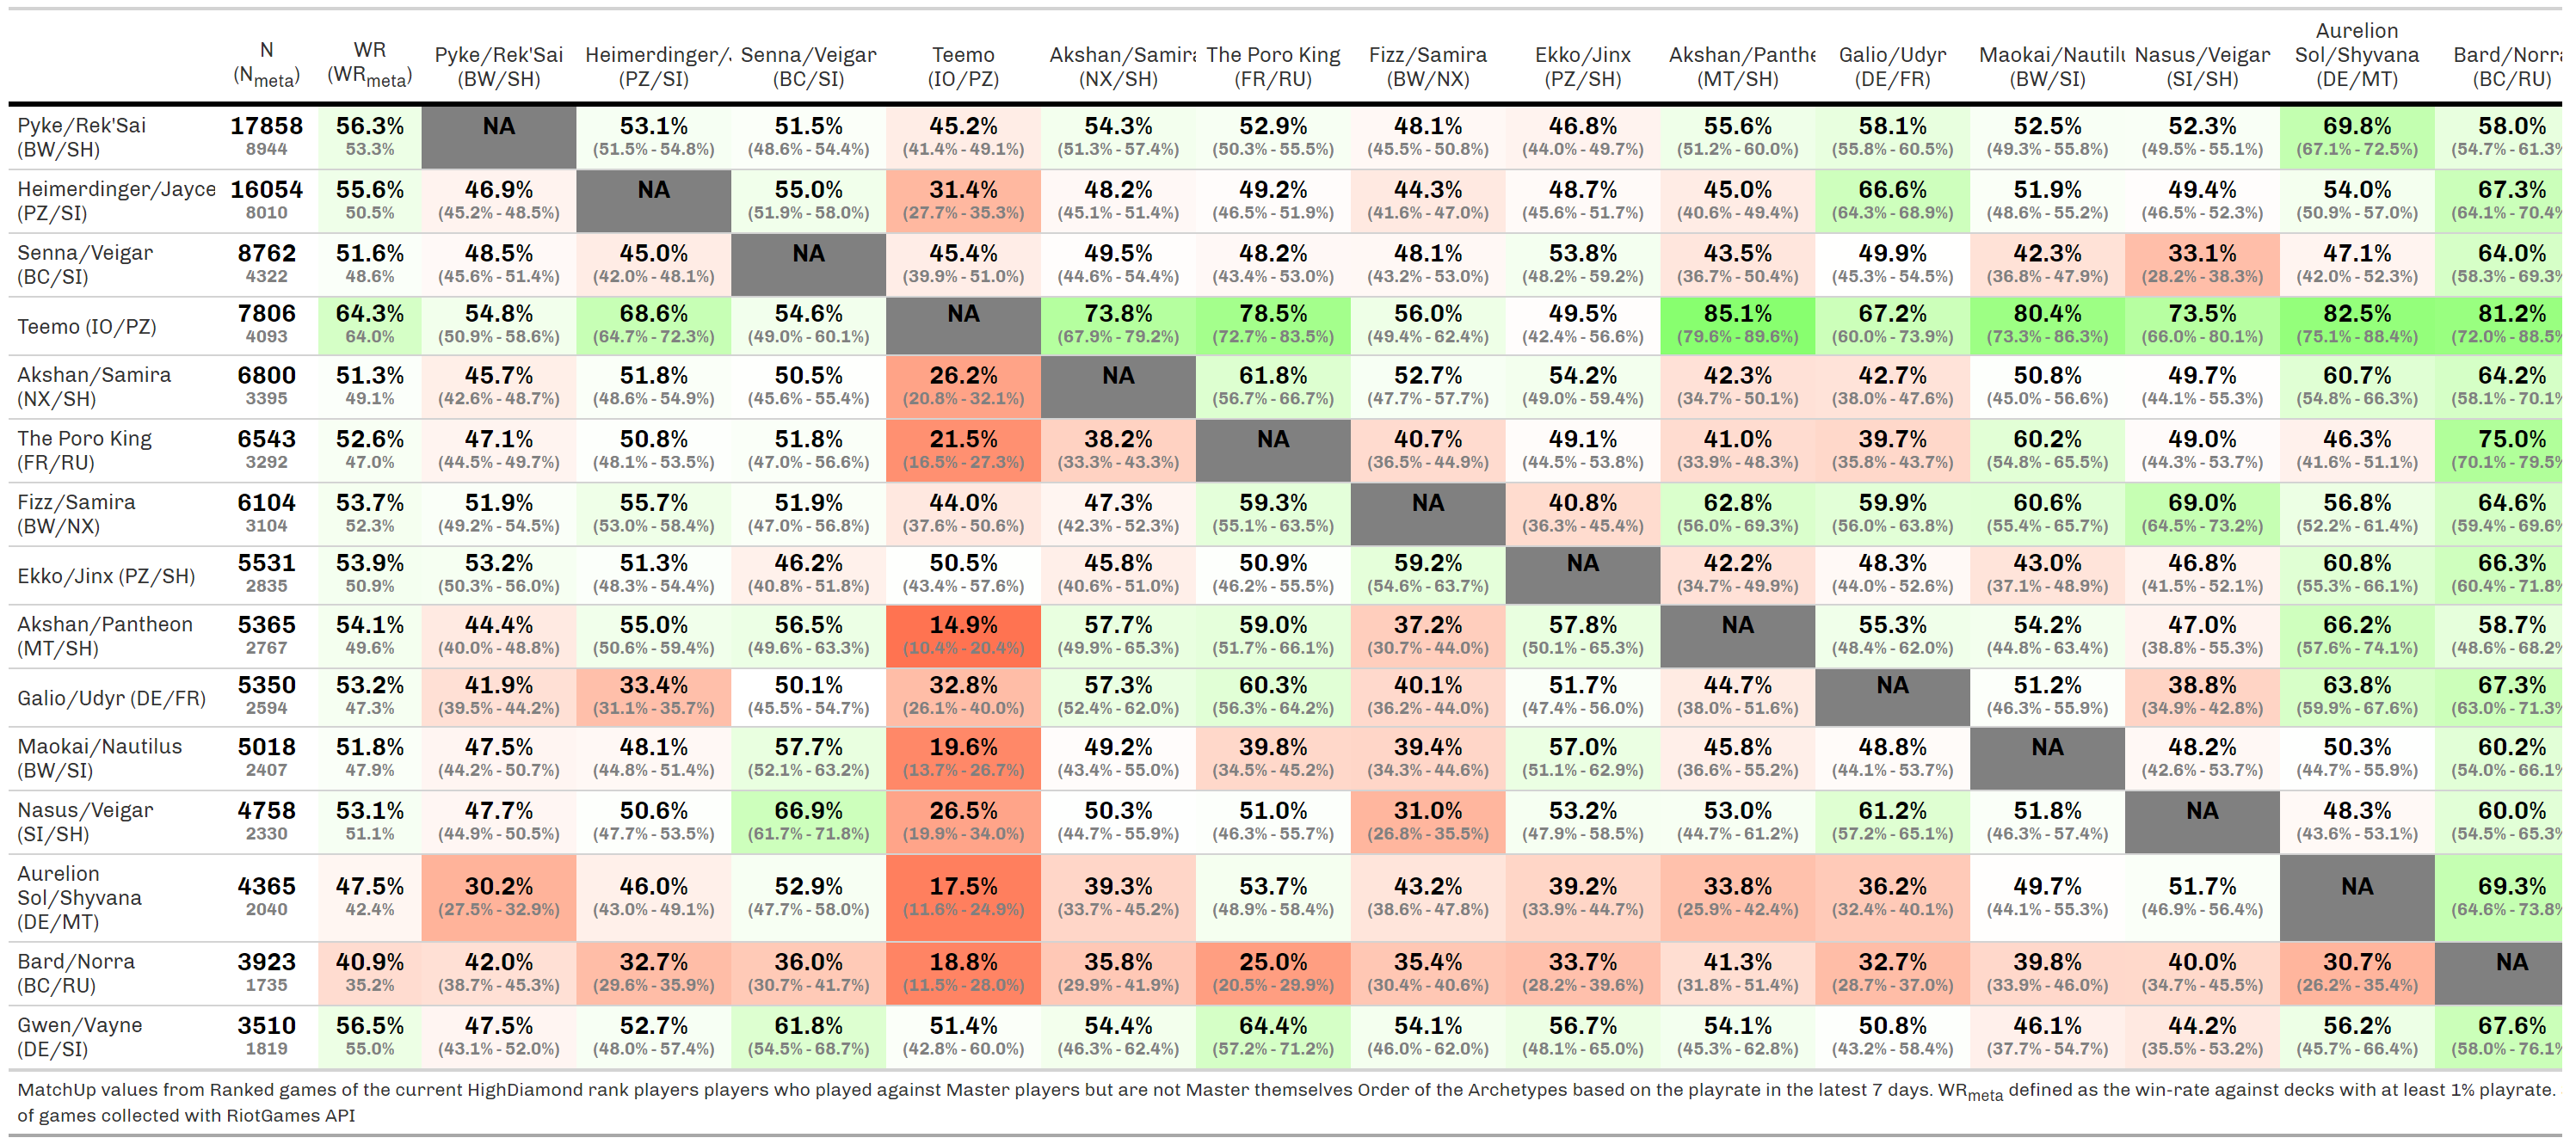 N (Nmeta) WR (WRmeta) Pyke/Rek'Sai (BW/SH) Heimerdinger/J (PZ/SI) Senna/Veigar (BC/SI) Teemo (IO/PZ) Akshan/Samira (NX/SH) The Poro King (FR/RU) Fizz/Samira (BW/NX) Ekko/Jinx (PZ/SH) Akshan/Panthe (MT/SH) Galio/Udyr (DE/FR) Maokai/Nautilu (BW/SI) Nasus/Veigar (SI/SH) Aurelion Sol/Shyvana (DE/MT) Bard/Norra (BC/RU)
Pyke/Rek'Sai 17858 56.3% NA 53.1% 51.5% 45.2% 54.3% 52.9% 48.1% 46.8% 55.6% 58.1% 52.5% 52.3% 69.8% 58.0%
(BW/SH) 8944 53.3% (51.5% - 54.8%) (48.6% - 54.4%) (41.4% - 49.1%) (51.3% - 57.4%) (50.3% - 55.5%) (45.5% - 50.8%) (44.0% - 49.7%) (51.2% - 60.0%) (55.8% - 60.5%) (49.3% - 55.8%) (49.5% - 55.1%) (67.1% - 72.5%) (54.7% - 61.3%
Heimerdinger/Jayce 16054 55.6% 46.9% NA 55.0% 31.4% 48.2% 49.2% 44.3% 48.7% 45.0% 66.6% 51.9% 49.4% 54.0% 67.3%
(PZ/SI) 8010 50.5% (45.2% - 48.5%) (51.9% - 58.0%) (27.7% - 35.3%) (45.1% - 51.4%) (46.5% - 51.9%) (41.6% - 47.0%) (45.6% - 51.7%) (40.6% - 49.4%) (64.3% - 68.9%) (48.6% - 55.2%) (46.5% - 52.3%) (50.9% - 57.0%) (64.1% - 70.4%
Senna/Veigar 8762 51.6% 48.5% 45.0% NA 45.4% 49.5% 48.2% 48.1% 53.8% 43.5% 49.9% 42.3% 33.1% 47.1% 64.0%
(BC/SI) 4322 48.6% (45.6% - 51.4%) (42.0% - 48.1%) (39.9% - 51.0%) (44.6% - 54.4%) (43.4% - 53.0%) (43.2% - 53.0%) (48.2% - 59.2%) (36.7% - 50.4%) (45.3% - 54.5%) (36.8% - 47.9%) (28.2% - 38.3%) (42.0% - 52.3%) (58.3% - 69.3%
Teemo (IO/PZ) 7806 64.3% 54.8% 68.6% 54.6% NA 73.8% 78.5% 56.0% 49.5% 85.1% 67.2% 80.4% 73.5% 82.5% 81.2%
4093 64.0% (50.9% - 58.6%) (64.7% - 72.3%) (49.0% - 60.1%) (67.9% - 79.2%) (72.7% - 83.5%) (49.4% - 62.4%) (42.4% - 56.6%) (79.6% - 89.6%) (60.0% - 73.9%) (73.3% - 86.3%) (66.0% - 80.1%) (75.1% - 88.4%) (72.0% - 88.5%
Akshan/Samira 6800 51.3% 45.7% 51.8% 50.5% 26.2% NA 61.8% 52.7% 54.2% 42.3% 42.7% 50.8% 49.7% 60.7% 64.2%
(NX/SH) 3395 49.1% (42.6% - 48.7%) (48.6% - 54.9%) (45.6% - 55.4%) (20.8% - 32.1%) (56.7% - 66.7%) (47.7% - 57.7%) (49.0% - 59.4%) (34.7% - 50.1%) (38.0% - 47.6%) (45.0% - 56.6%) (44.1% - 55.3%) (54.8% - 66.3%) (58.1% - 70.1%
The Poro King 6543 52.6% 47.1% 50.8% 51.8% 21.5% 38.2% NA 40.7% 49.1% 41.0% 39.7% 60.2% 49.0% 46.3% 75.0%
(FR/RU) 3292 47.0% (44.5% - 49.7%) (48.1% - 53.5%) (47.0% - 56.6%) (16.5% - 27.3%) (33.3% - 43.3%) (36.5% - 44.9%) (44.5% - 53.8%) (33.9% - 48.3%) (35.8% - 43.7%) (54.8% - 65.5%) (44.3% - 53.7%) (41.6% - 51.1%) (70.1% - 79.5%
Fizz/Samira 6104 53.7% 51.9% 55.7% 51.9% 44.0% 47.3% 59.3% NA 40.8% 62.8% 59.9% 60.6% 69.0% 56.8% 64.6%
(BW/NX) 3104 52.3% (49.2% - 54.5%) (53.0% - 58.4%) (47.0% - 56.8%) (37.6% - 50.6%) (42.3% - 52.3%) (55.1% - 63.5%) (36.3% - 45.4%) (56.0% - 69.3%) (56.0% - 63.8%) (55.4% - 65.7%) (64.5% - 73.2%) (52.2% - 61.4%) (59.4% - 69.6%
Ekko/Jinx (PZ/SH) 5531 53.9% 53.2% 51.3% 46.2% 50.5% 45.8% 50.9% 59.2% NA 42.2% 48.3% 43.0% 46.8% 60.8% 66.3%
2835 50.9% (50.3% - 56.0%) (48.3% - 54.4%) (40.8% - 51.8%) (43.4% - 57.6%) (40.6% - 51.0%) (46.2% - 55.5%) (54.6% - 63.7%) (34.7% - 49.9%) (44.0% - 52.6%) (37.1% - 48.9%) (41.5% - 52.1%) (55.3% - 66.1%) (60.4% - 71.8%
Akshan/Pantheon 5365 54.1% 44.4% 55.0% 56.5% 14.9% 57.7% 59.0% 37.2% 57.8% NA 55.3% 54.2% 47.0% 66.2% 58.7%
(MT/SH) 2767 49.6% (40.0% - 48.8%) (50.6% - 59.4%) (49.6% - 63.3%) (10.4% - 20.4%) (49.9% - 65.3%) (51.7% - 66.1%) (30.7% - 44.0%) (50.1% - 65.3%) (48.4% - 62.0%) (44.8% - 63.4%) (38.8% - 55.3%) (57.6% - 74.1%) (48.6% - 68.2%
Galio/Udyr (DE/FR) 5350 53.2% 41.9% 33.4% 50.1% 32.8% 57.3% 60.3% 40.1% 51.7% 44.7% NA 51.2% 38.8% 63.8% 67.3%
2594 47.3% (39.5% - 44.2%) (31.1% - 35.7%) (45.5% - 54.7%) (26.1% - 40.0%) (52.4% - 62.0%) (56.3% - 64.2%) (36.2% - 44.0%) (47.4% - 56.0%) (38.0% - 51.6%) (46.3% - 55.9%) (34.9% - 42.8%) (59.9% - 67.6%) (63.0% - 71.3%
Maokai/Nautilus 5018 51.8% 47.5% 48.1% 57.7% 19.6% 49.2% 39.8% 39.4% 57.0% 45.8% 48.8% NA 48.2% 50.3% 60.2%
(BW/SI) 2407 47.9% (44.2% - 50.7%) (44.8% - 51.4%) (52.1% - 63.2%) (13.7% - 26.7%) (43.4% - 55.0%) (34.5% - 45.2%) (34.3% - 44.6%) (51.1% - 62.9%) (36.6% - 55.2%) (44.1% - 53.7%) (42.6% - 53.7%) (44.7% - 55.9%) (54.0% - 66.1%
Nasus/Veigar 4758 53.1% 47.7% 50.6% 66.9% 26.5% 50.3% 51.0% 31.0% 53.2% 53.0% 61.2% 51.8% NA 48.3% 60.0%
(SI/SH) 2330 51.1% (44.9% - 50.5%) (47.7% - 53.5%) (61.7% - 71.8%) (19.9% - 34.0%) (44.7% - 55.9%) (46.3% - 55.7%) (26.8% - 35.5%) (47.9% - 58.5%) (44.7% - 61.2%) (57.2% - 65.1%) (46.3% - 57.4%) (43.6% - 53.1%) (54.5% - 65.3%
Aurelion
Sol/Shyvana 4365 47.5% 30.2% 46.0% 52.9% 17.5% 39.3% 53.7% 43.2% 39.2% 33.8% 36.2% 49.7% 51.7% NA 69.3%
(DE/MT) 2040 42.4% (27.5% - 32.9%) (43.0% - 49.1%) (47.7% - 58.0%) (11.6% - 24.9%) (33.7% - 45.2%) (48.9% - 58.4%) (38.6% - 47.8%) (33.9% - 44.7%) (25.9% - 42.4%) (32.4% - 40.1%) (44.1% - 55.3%) (46.9% - 56.4%) (64.6% - 73.8%
Bard/Norra 3923 40.9% 42.0% 32.7% 36.0% 18.8% 35.8% 25.0% 35.4% 33.7% 41.3% 32.7% 39.8% 40.0% 30.7% NA
(BC/RU) 1735 35.2% (38.7% - 45.3%) (29.6% - 35.9%) (30.7% - 41.7%) (11.5% - 28.0%) (29.9% - 41.9%) (20.5% - 29.9%) (30.4% - 40.6%) (28.2% - 39.6%) (31.8% - 51.4%) (28.7% - 37.0%) (33.9% - 46.0%) (34.7% - 45.5%) (26.2% - 35.4%)
Gwen/Vayne 3510 56.5% 47.5% 52.7% 61.8% 51.4% 54.4% 64.4% 54.1% 56.7% 54.1% 50.8% 46.1% 44.2% 56.2% 67.6%
(DE/SI) 1819 55.0% (43.1% - 52.0%) (48.0% - 57.4%) (54.5% - 68.7%) (42.8% - 60.0%) (46.3% - 62.4%) (57.2% - 71.2%) (46.0% - 62.0%) (48.1% - 65.0%) (45.3% - 62.8%) (43.2% - 58.4%) (37.7% - 54.7%) (35.5% - 53.2%) (45.7% - 66.4%) (58.0% - 76.1%
MatchUp values from Ranked games of the current HighDiamond rank players players who played against Master players but are not Master themselves Order of the Archetypes based on the playrate in the latest 7 days. WRmeta defined as the win-rate against decks with at least 1% playrate.
of games collected with RiotGames API